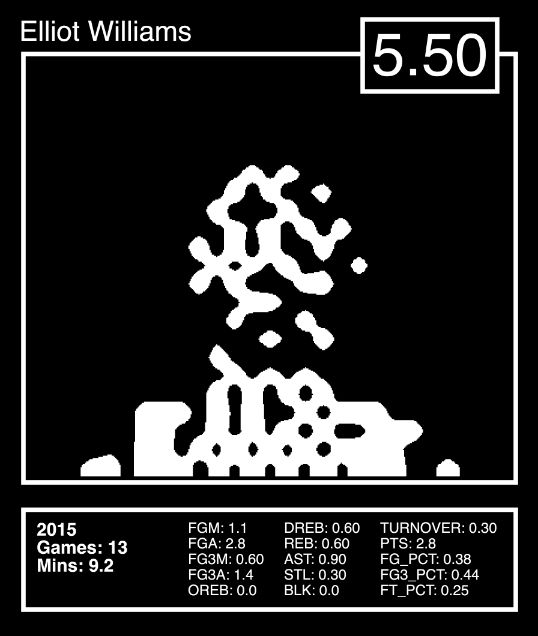 Elliot Williams
5.50
2015
Games: 13
Mins: 9.2
FGM: 1.1
FGA: 2.8
FG3M: 0.60
FG3A: 1.4
OREB: 0.0
DREB: 0.60
REB: 0.60
AST: 0.90
STL: 0.30
BLK: 0.0
TURNOVER: 0.30
PTS: 2.8
FG_PCT: 0.38
FG3_PCT: 0.44
FT_PCT: 0.25